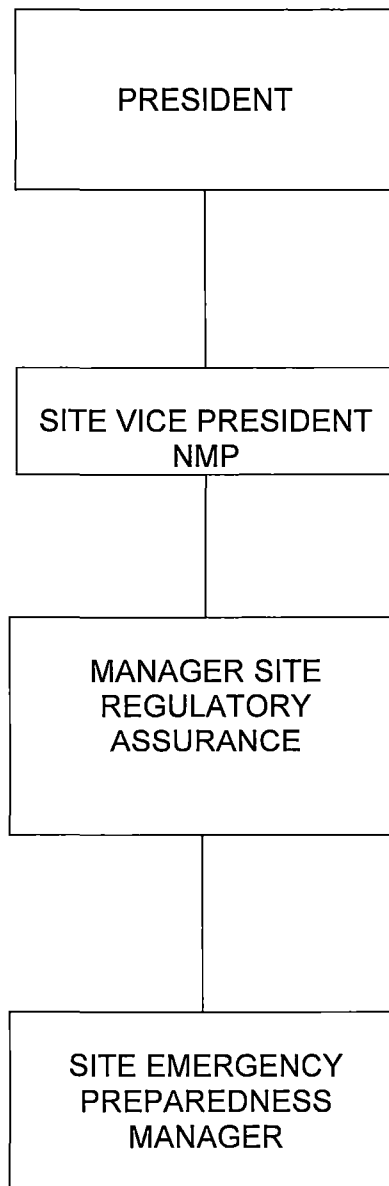 PRESIDENT
SITE VICE PRESIDENT
NMP
MANAGER SITE
REGULATORY
ASSURANCE
SITE EMERGENCY
PREPAREDNESS
MANAGER